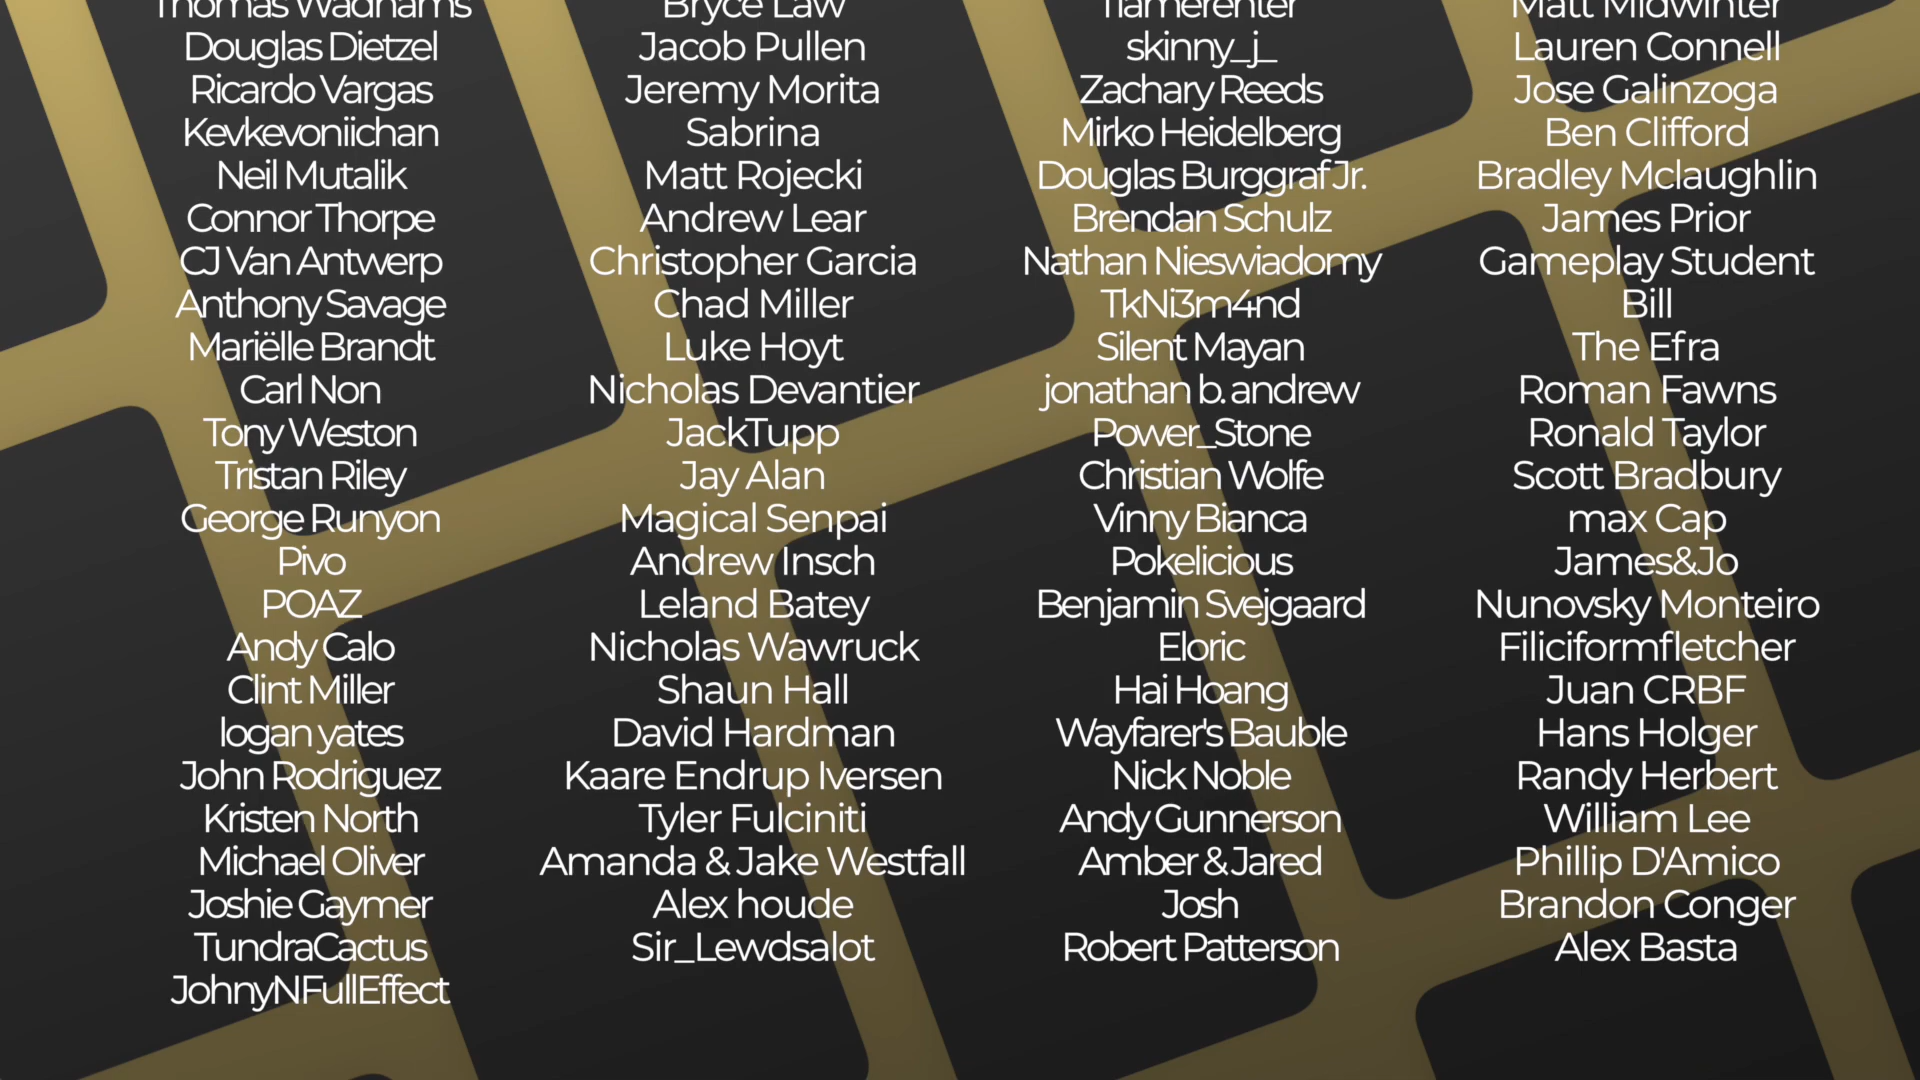 Thomas Wadhams
Douglas Dietzel
Ricardo Vargas
Kevkevoniichan
Neil Mutalik
Connor Thorpe
CJ Van Antwerp
Anthony Savage
Mariëlle Brandt
Carl Non
Tony Weston
Tristan Riley
George Runyon
Pivo
POAZ
Andy Calo
Clint Miller
logan yates
John Rodriguez
Kristen North
Michael Oliver
Joshie Gaymer
TundraCactus
JohnyNFullEffect
Bryce Law
Jacob Pullen
Jeremy Morita
Sabrina
Matt Rojecki
Andrew Lear
Christopher Garcia
Chad Miller
Luke Hoyt
Nicholas Devantier
JackTupp
Jay Alan
Magical Senpai
Andrew Insch
Leland Batey
Nicholas Wawruck
Shaun Hall
David Hardman
Kaare Endrup Iversen
Tyler Fulciniti
Amanda & Jake Westfall
Alex houde
Sir_Lewdsalot
skinny_j_
Zachary Reeds
Mirko Heidelberg
Douglas Burggraf Jr.
Brendan Schulz
Nathan Nieswiadomy
TkNi3m4nd
Silent Mayan
jonathan b. andrew
Power_Stone
Christian Wolfe
Vinny Bianca
Pokelicious
Benjamin Svejgaard
Eloric
Hai Hoang
Wayfarer's Bauble
Nick Noble
Andy Gunnerson
Amber & Jared
Josh
Robert Patterson
Matt Midwinter
Lauren Connell
Jose Galinzoga
Ben Clifford
Bradley Mclaughlin
James Prior
Gameplay Student
Bill
The Efra
Roman Fawns
Ronald Taylor
Scott Bradbury
max Cap
James&Jo
Nunovsky Monteiro
Filiciformfletcher
Juan CRBF
Hans Holger
Randy Herbert
William Lee
Phillip D'Amico
Brandon Conger
Alex Basta